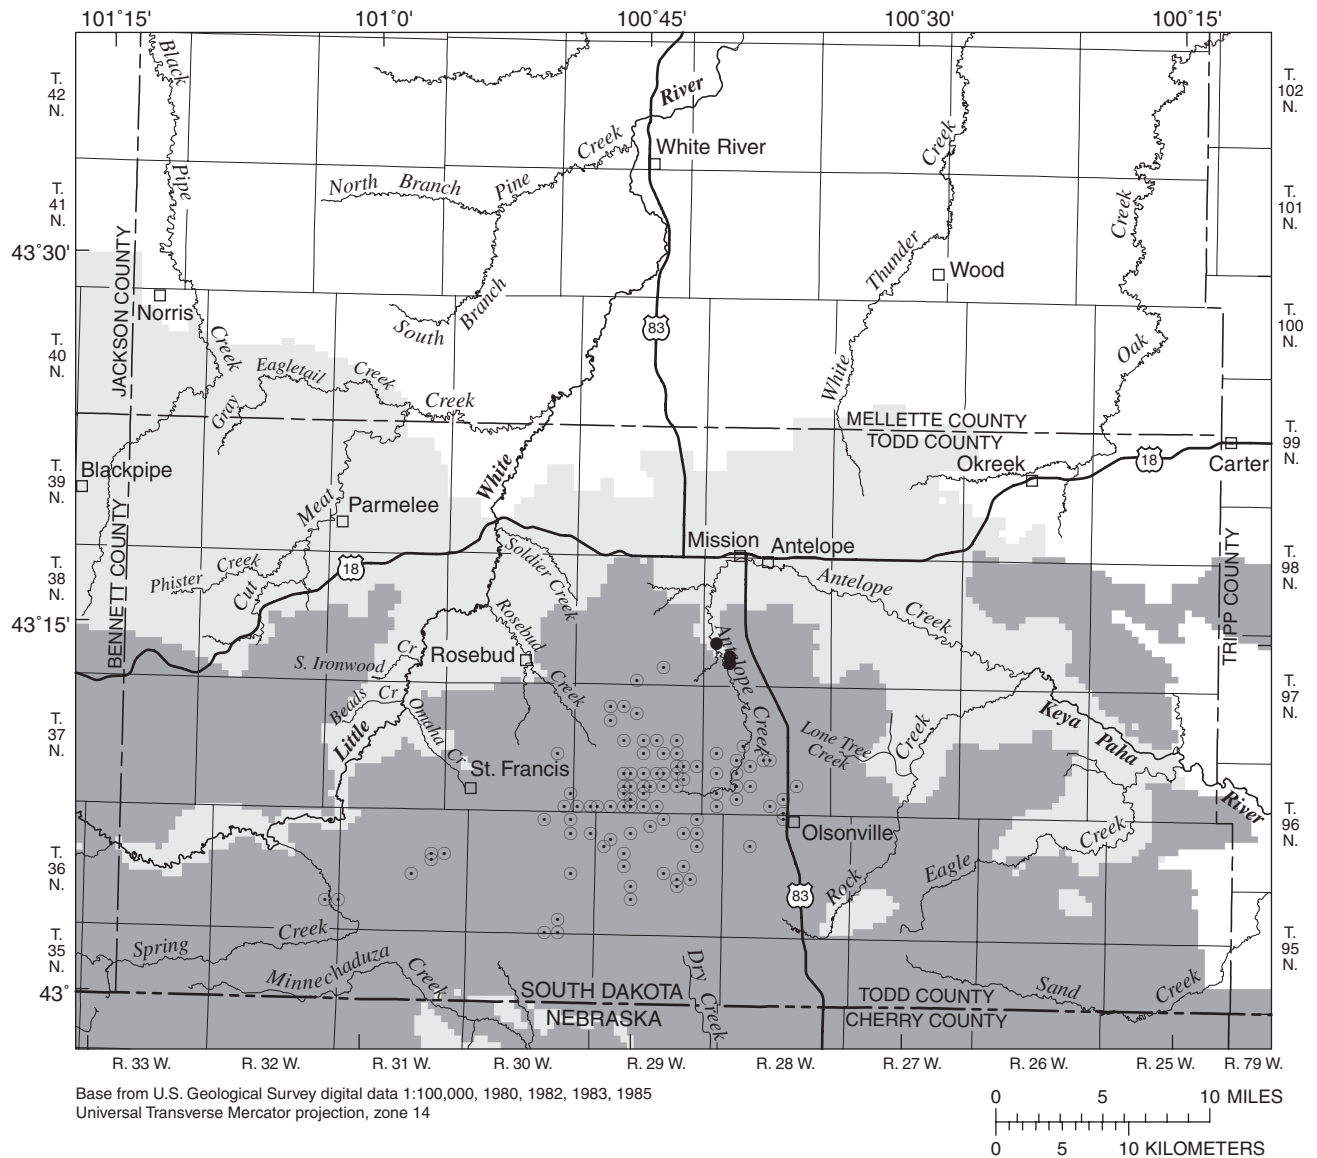 101°15'
101°0'
100°45'
100°30'
100°15'
T.
42
N.
T.
102
N.
Black
Pipe
Creek
River
White River
Creek
Pine
North Branch
Creek
Creek
T.
41
N.
T.
101
N.
43°30'
JACKSON COUNTY
Norris
South
Branch
Thunder
White
Wood
83
Oak
T.
40
N.
T.
100
N.
Eagletail
Creek
Gray
Creek
MELLETTE COUNTY
TODD COUNTY
T.
39
N.
T.
99
N.
Blackpipe
White
Okreek
18
Carter
Meat
Parmelee
BENNETT COUNTY
Mission
Antelope
TRIPP COUNTY
T.
38
N.
T.
98
N.
Phister
Creek
Cut
18
Soldier Creek
Antelope
Creek
43°15'
Rosebud
Creek
Rosebud
S. Ironwood
Cr
Beads
Cr
Omaha Cr
Little
Antelope
Creek
T.
37
N.
T.
97
N.
Lone Tree
Creek
Creek
Keya
Paha
River
St. Francis
Olsonville
Creek
Eagle
Rock
T.
36
N.
T.
96
N.
83
T.
35
N.
T.
95
N.
Spring
Creek
Minnechaduza
Creek
Dry
Creek
Sand
Creek
43°
SOUTH DAKOTA
NEBRASKA
TODD COUNTY
CHERRY COUNTY
R. 33 W.
R. 32 W.
R. 31 W.
R. 30 W.
R. 29 W.
R. 28 W.
R. 27 W.
R. 26 W.
R. 25 W.
R. 79 W.
Base from U.S. Geological Survey digital data 1:100,000, 1980, 1982, 1983, 1985
Universal Transverse Mercator projection, zone 14
0 5 10 MILES
0 5 10 KILOMETERS